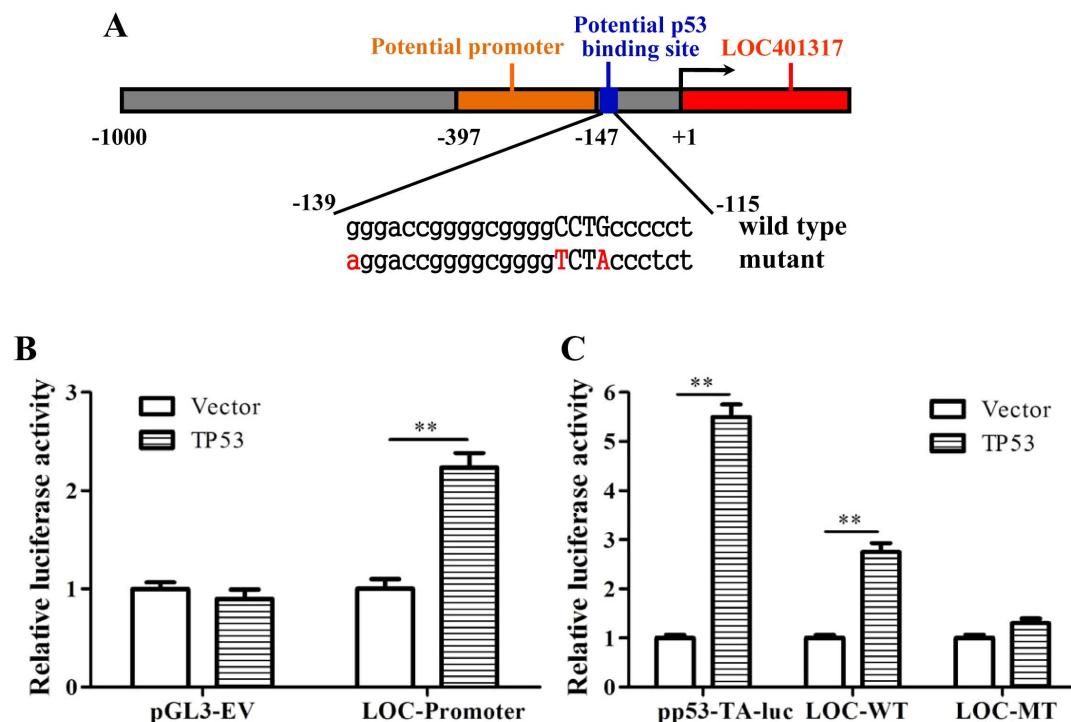 A
Potential promoter
Potential p53
binding site
LOC401317
-1000
-397
-147
+1
-139
-115
gggaccggggcggggCCTGcccccct wild type
aggaccggggcggggTCTAccctct mutant
B
Relative luciferase activity
3
2
1
0
Vector
TP53
**
pGL3-EV
LOC-Promoter
C
Relative luciferase activity
6
5
4
3
2
1
0
Vector
TP53
**
**
pp53-TA-luc
LOC-WT
LOC-MT